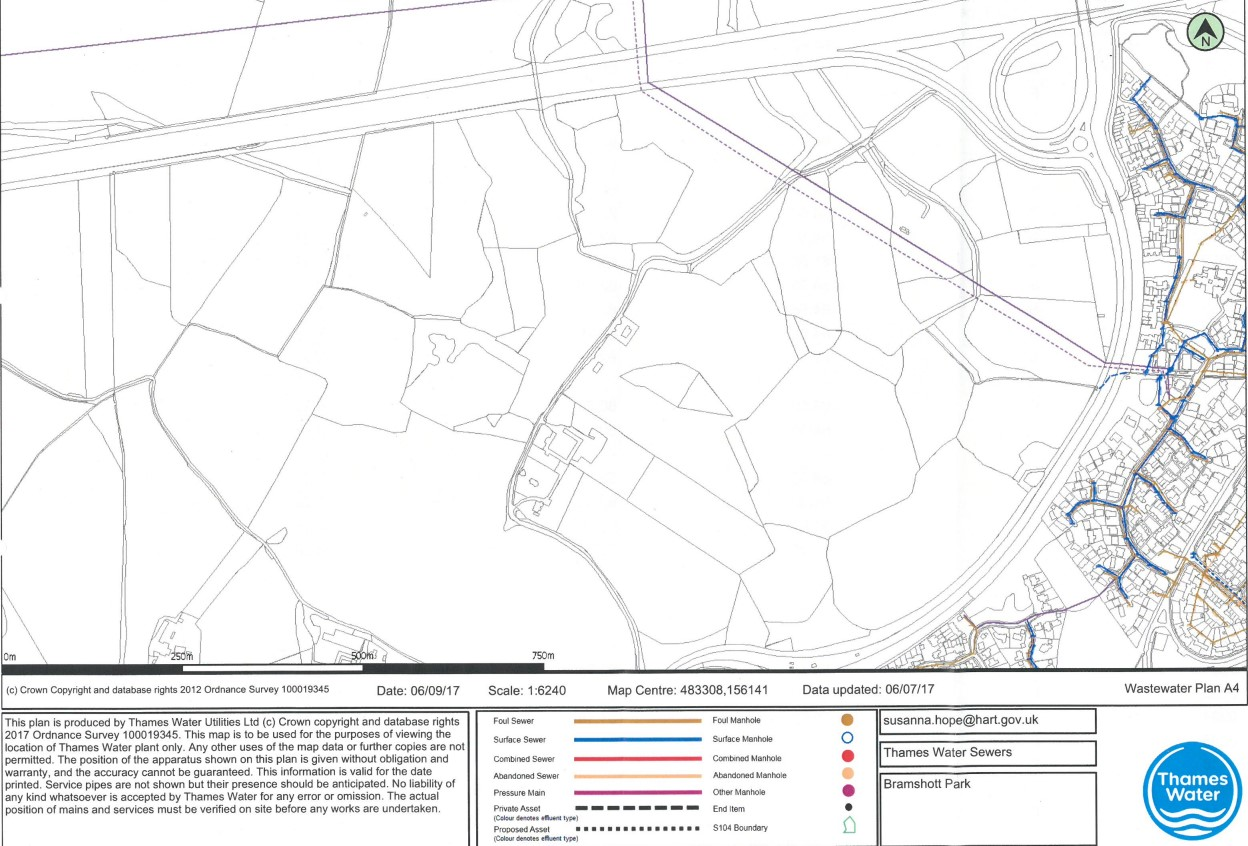 N
0m
250m
500m
750m
(c) Crown Copyright and database rights 2012 Ordnance Survey 100019345
Date: 06/09/17
Scale: 1:6240
Map Centre: 483308,156141
Data updated: 06/07/17
Wastewater Plan A4
This plan is produced by Thames Water Utilities Ltd (c) Crown copyright and database rights
2017 Ordnance Survey 100019345. This map is to be used for the purposes of viewing the
location of Thames Water plant only. Any other uses of the map data or further copies are not
permitted. The position of the apparatus shown on this plan is given without obligation and
warranty, and the accuracy cannot be guaranteed. This information is valid for the date
printed. Service pipes are not shown but their presence should be anticipated. No liability of
any kind whatsoever is accepted by Thames Water for any error or omission. The actual
position of mains and services must be verified on site before any works are undertaken.
Foul Sewer
Surface Sewer
Combined Sewer
Abandoned Sewer
Pressure Main
Private Asset
(Colour denotes effluent type)
Proposed Asset
(Colour denotes effluent type)
Foul Manhole
Surface Manhole
Combined Manhole
Abandoned Manhole
Other Manhole
End Item
S104 Boundary
susanna.hope@hart.gov.uk
Thames Water Sewers
Bramshott Park
Thames
Water